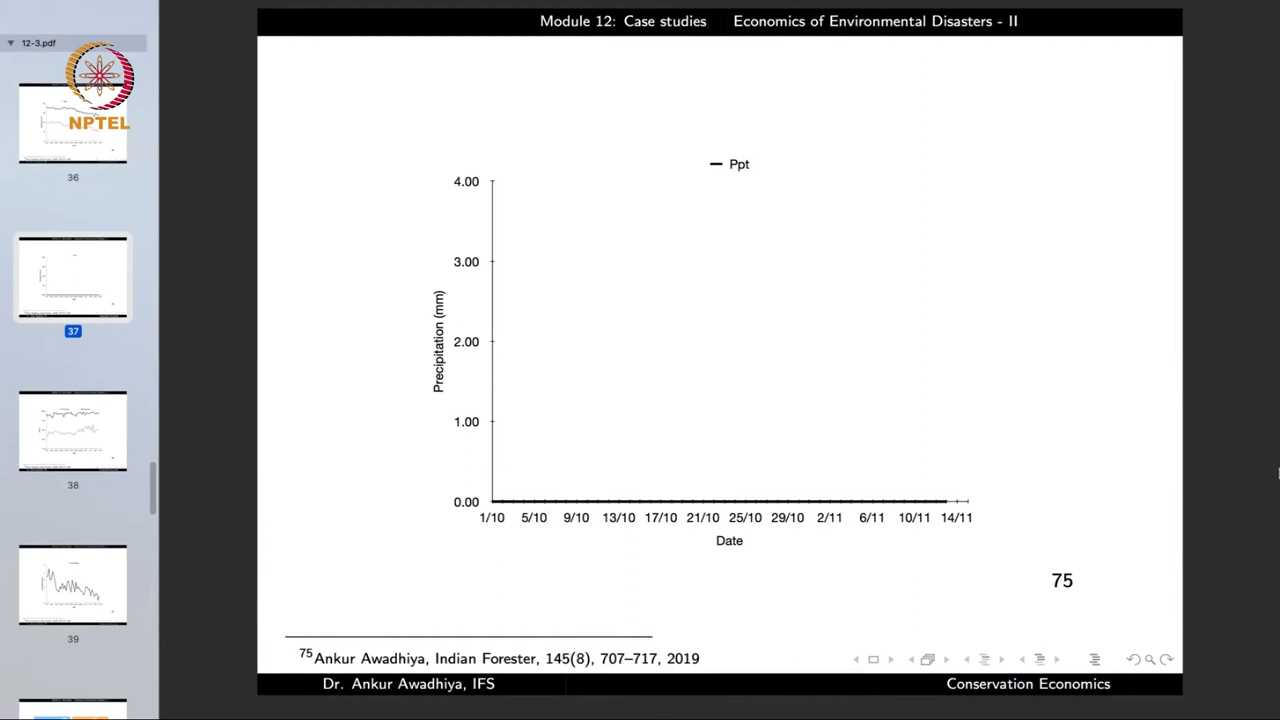 Module 12: Case studies Economics of Environmental Disasters - II
12-3.pdf
NPTEL
36
37
38
39
Ppt
4.00
3.00
2.00
1.00
0.00
Precipitation (mm)
1/10 5/10 9/10 13/10 17/10 21/10 25/10 29/10 2/11 6/11 10/11 14/11
Date
75
75 Ankur Awadhiya, Indian Forester, 145(8), 707–717, 2019
Dr. Ankur Awadhiya, IFS Conservation Economics